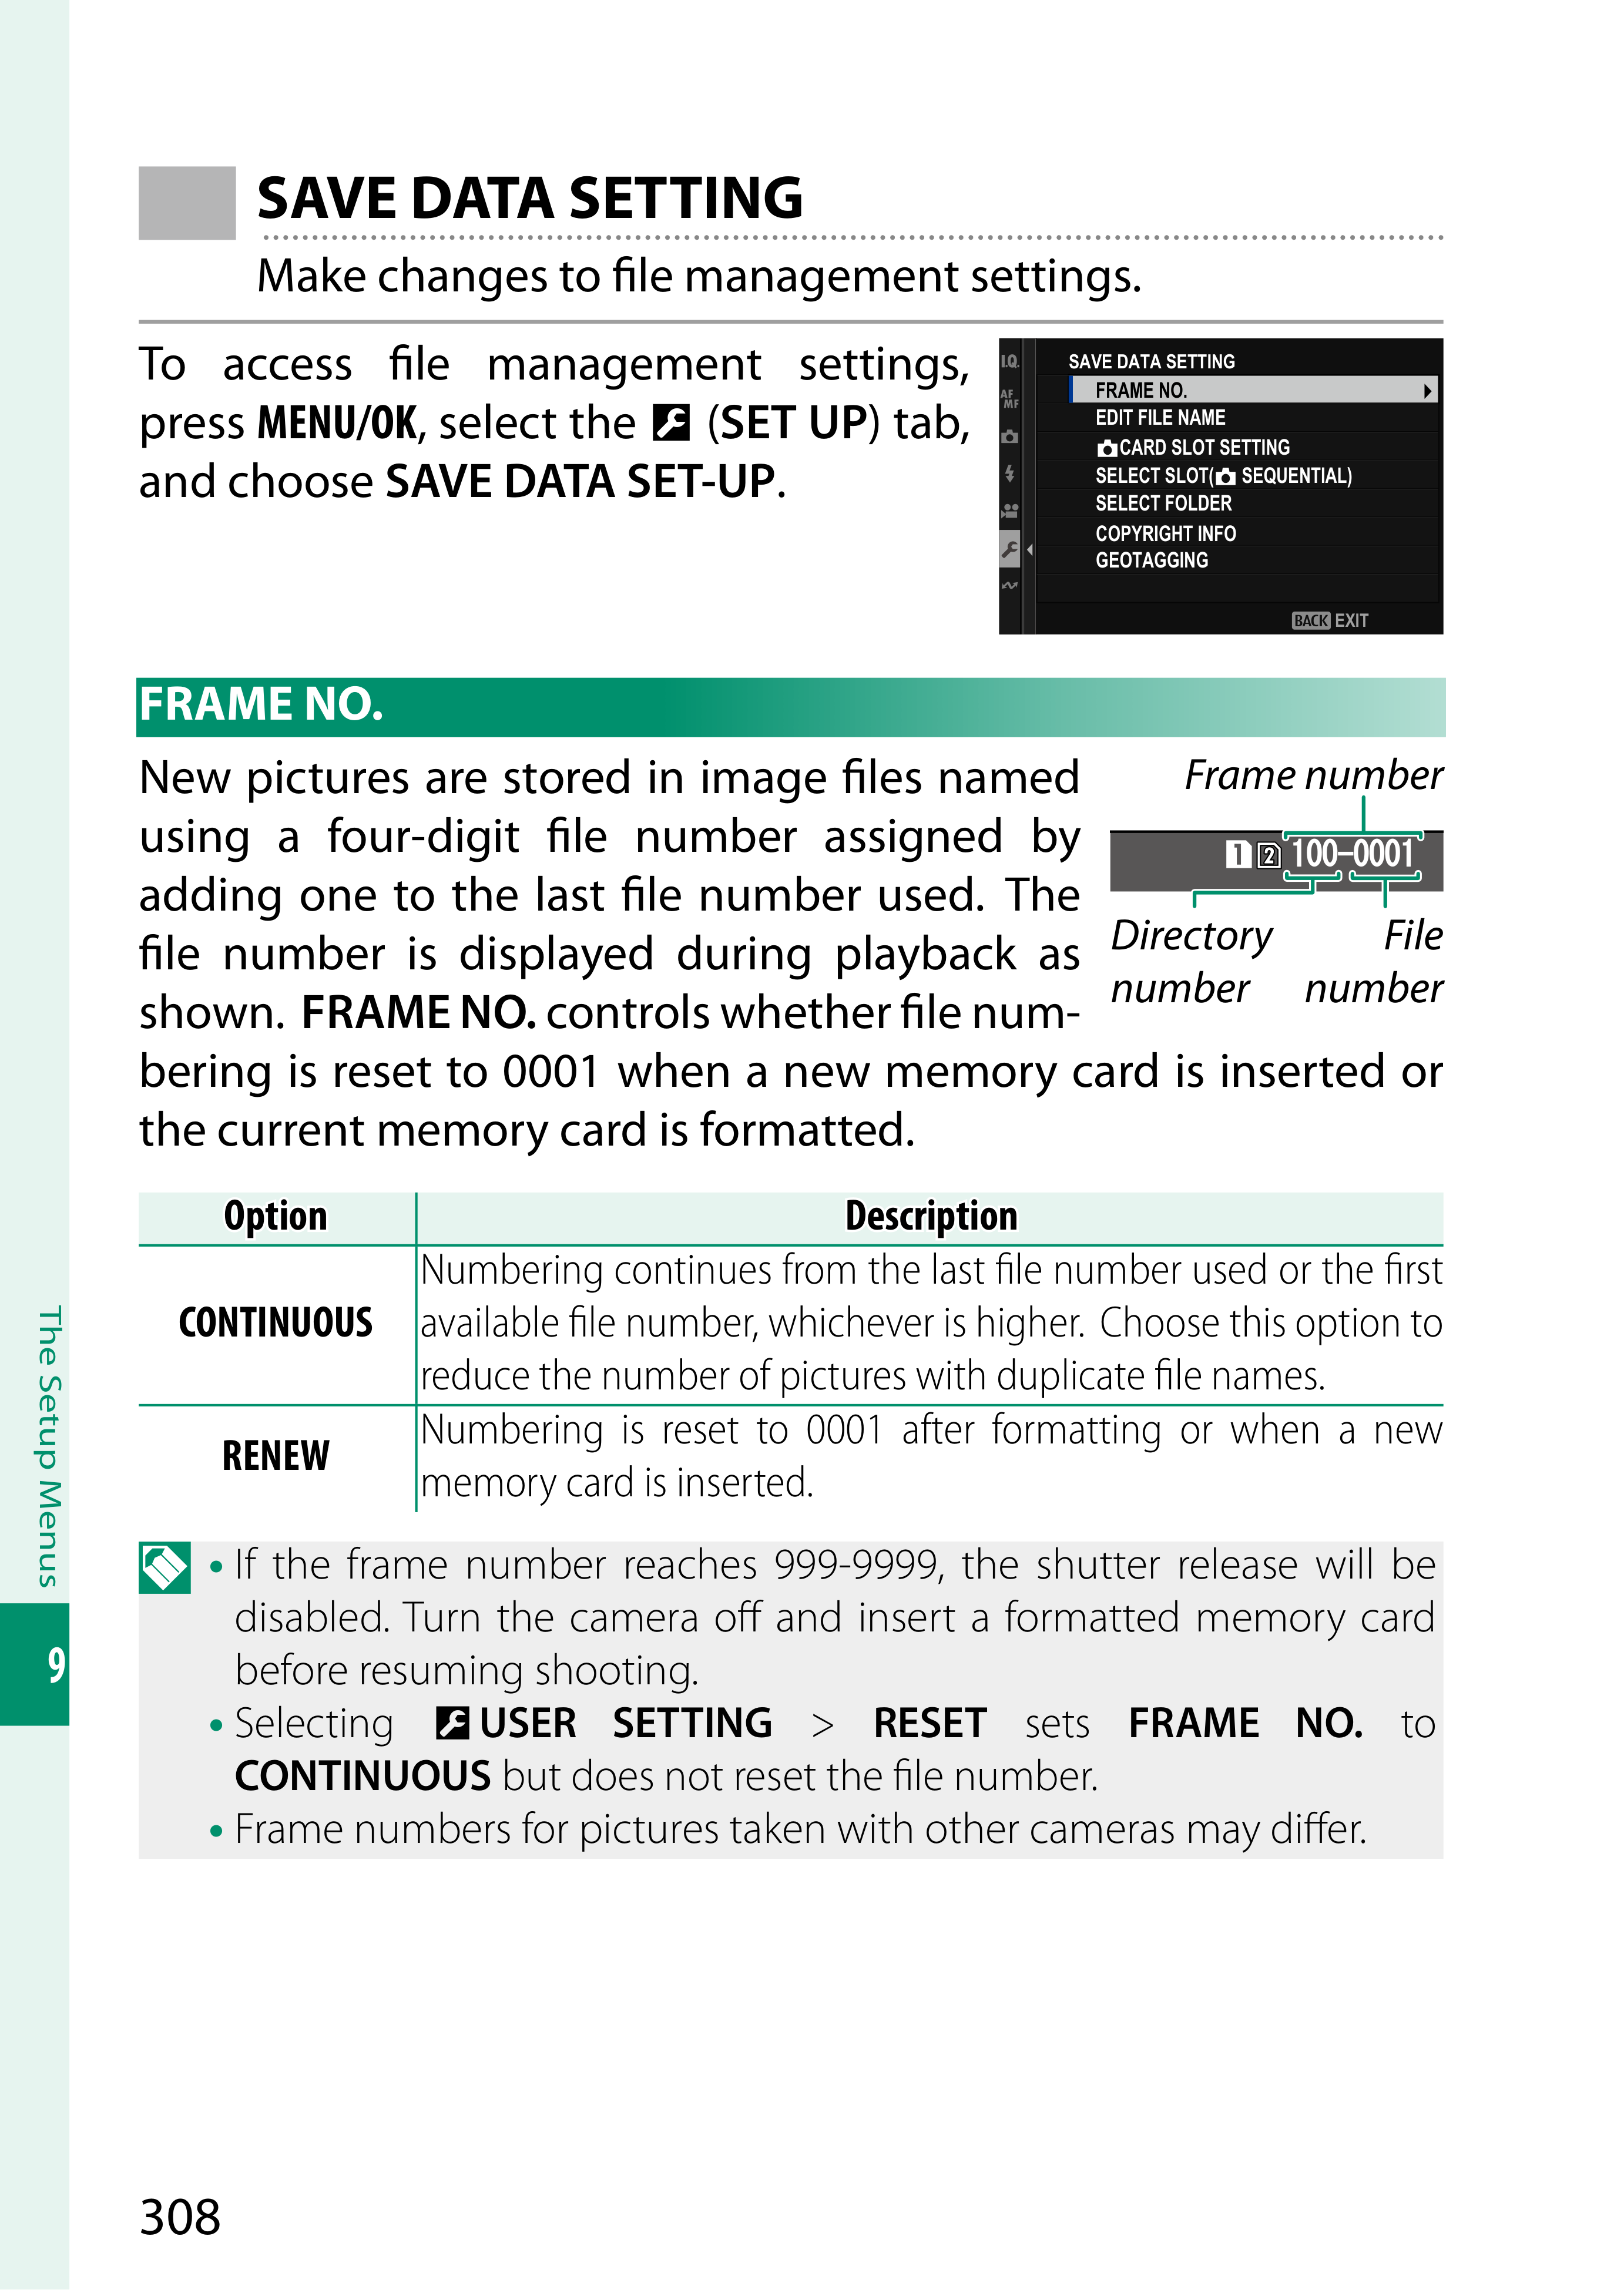 SAVE DATA SETTING
Make changes to file management settings.
To access file management settings,
press MENU/OK, select the (SET UP) tab,
and choose SAVE DATA SET-UP.
I.Q.
AF
MF
SAVE DATA SETTING
FRAME NO.
EDIT FILE NAME
CARD SLOT SETTING
SELECT SLOT( SEQUENTIAL)
SELECT FOLDER
COPYRIGHT INFO
GEOTAGGING
BACK EXIT
FRAME NO.
New pictures are stored in image files named
using a four-digit file number assigned by
adding one to the last file number used. The
file number is displayed during playback as
shown. FRAME NO. controls whether file num-
bering is reset to 0001 when a new memory card is inserted or
the current memory card is formatted.
Frame number
1 2 100-0001
Directory
number
File
number
Option Description
CONTINUOUS
Numbering continues from the last file number used or the first
available file number, whichever is higher. Choose this option to
reduce the number of pictures with duplicate file names.
RENEW
Numbering is reset to 0001 after formatting or when a new
memory card is inserted.
• If the frame number reaches 999-9999, the shutter release will be
disabled. Turn the camera off and insert a formatted memory card
before resuming shooting.
• Selecting USER SETTING > RESET sets FRAME NO. to
CONTINUOUS but does not reset the file number.
• Frame numbers for pictures taken with other cameras may differ.
The Setup Menus
9
308